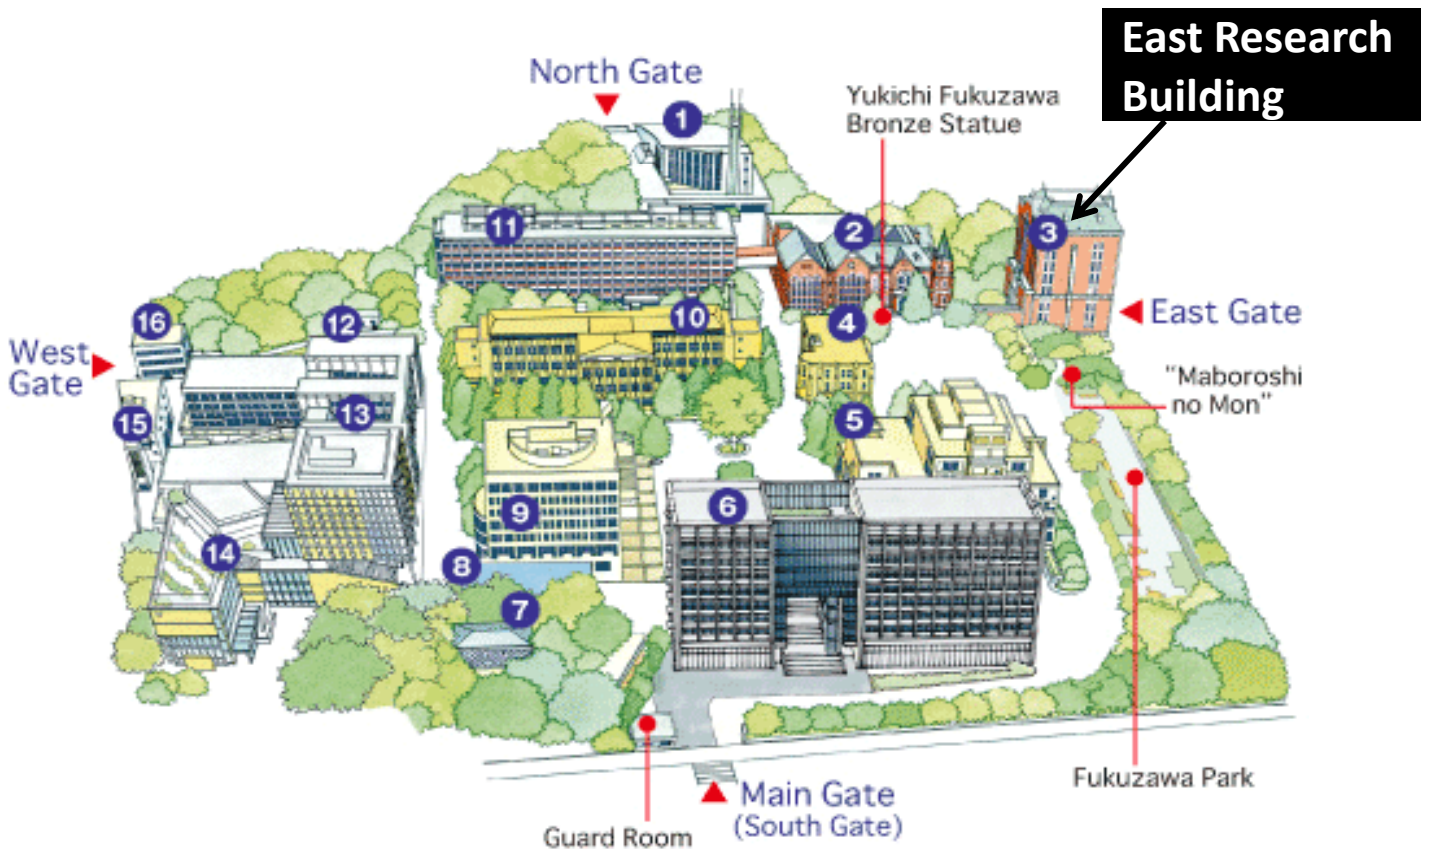 East Research
Building
North Gate
Yukichi Fukuzawa
Bronze Statue
1
11
2
3
16
12
10
4
East Gate
West
Gate
"Maboroshi
no Mon"
15
13
5
9
6
14
8
7
Fukuzawa Park
Main Gate
(South Gate)
Guard Room